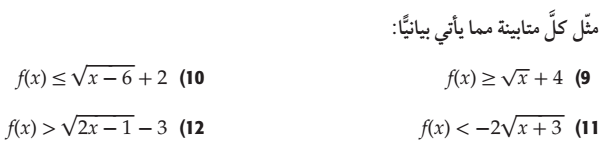 مثّل كلَّ متباينة مما يأتي بيانيًّا:
9) f(x) ≥ √x + 4
10) f(x) ≤ √(x − 6) + 2
11) f(x) < −2√(x + 3)
12) f(x) > √(2x − 1) − 3